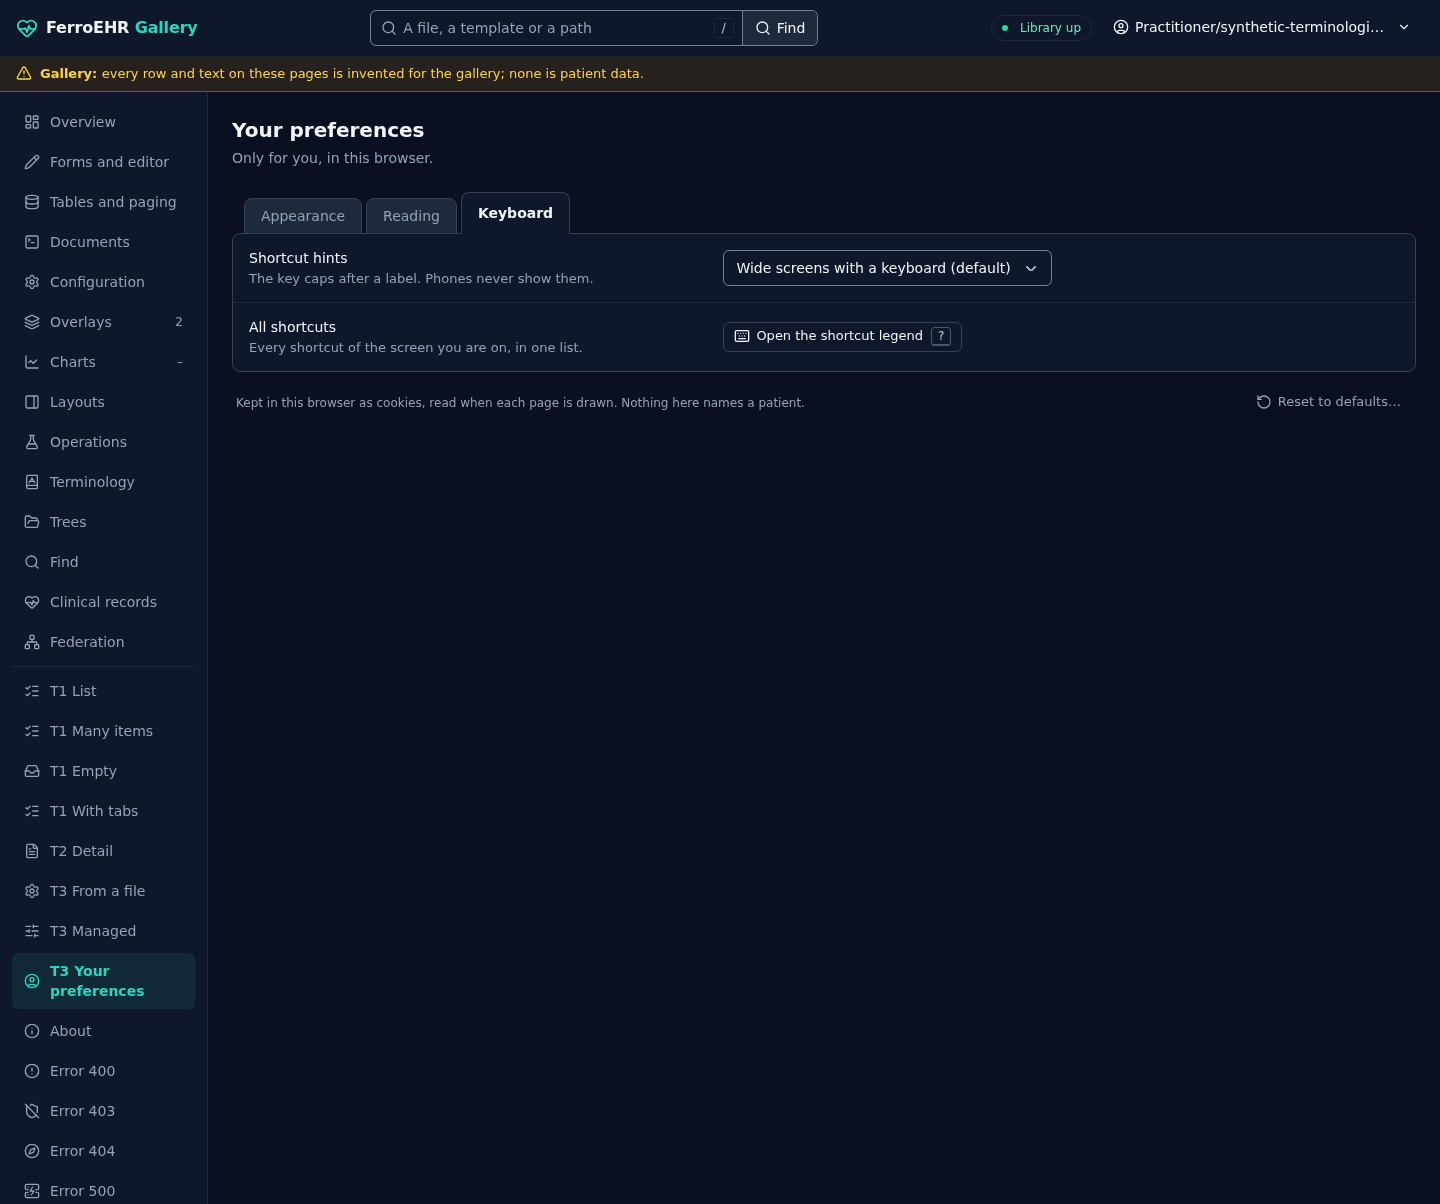 FerroEHR Gallery
A file, a template or a path
/
Find
Library up
Practitioner/synthetic-terminologi…
Gallery: every row and text on these pages is invented for the gallery; none is patient data.
Overview
Forms and editor
Tables and paging
Documents
Configuration
Overlays 2
Charts –
Layouts
Operations
Terminology
Trees
Find
Clinical records
Federation
T1 List
T1 Many items
T1 Empty
T1 With tabs
T2 Detail
T3 From a file
T3 Managed
T3 Your
preferences
About
Error 400
Error 403
Error 404
Error 500
Your preferences
Only for you, in this browser.
Appearance
Reading
Keyboard
Shortcut hints
The key caps after a label. Phones never show them.
Wide screens with a keyboard (default)
All shortcuts
Every shortcut of the screen you are on, in one list.
Open the shortcut legend ?
Kept in this browser as cookies, read when each page is drawn. Nothing here names a patient.
Reset to defaults…